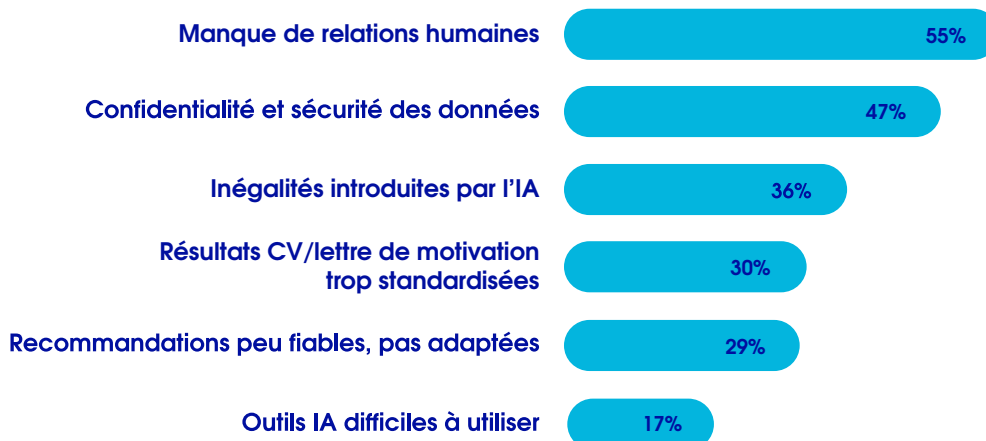 Manque de relations humaines 55%
Confidentialité et sécurité des données 47%
Inégalités introduites par l'IA 36%
Résultats CV/lettre de motivation
trop standardisées 30%
Recommandations peu fiables, pas adaptées 29%
Outils IA difficiles à utiliser 17%